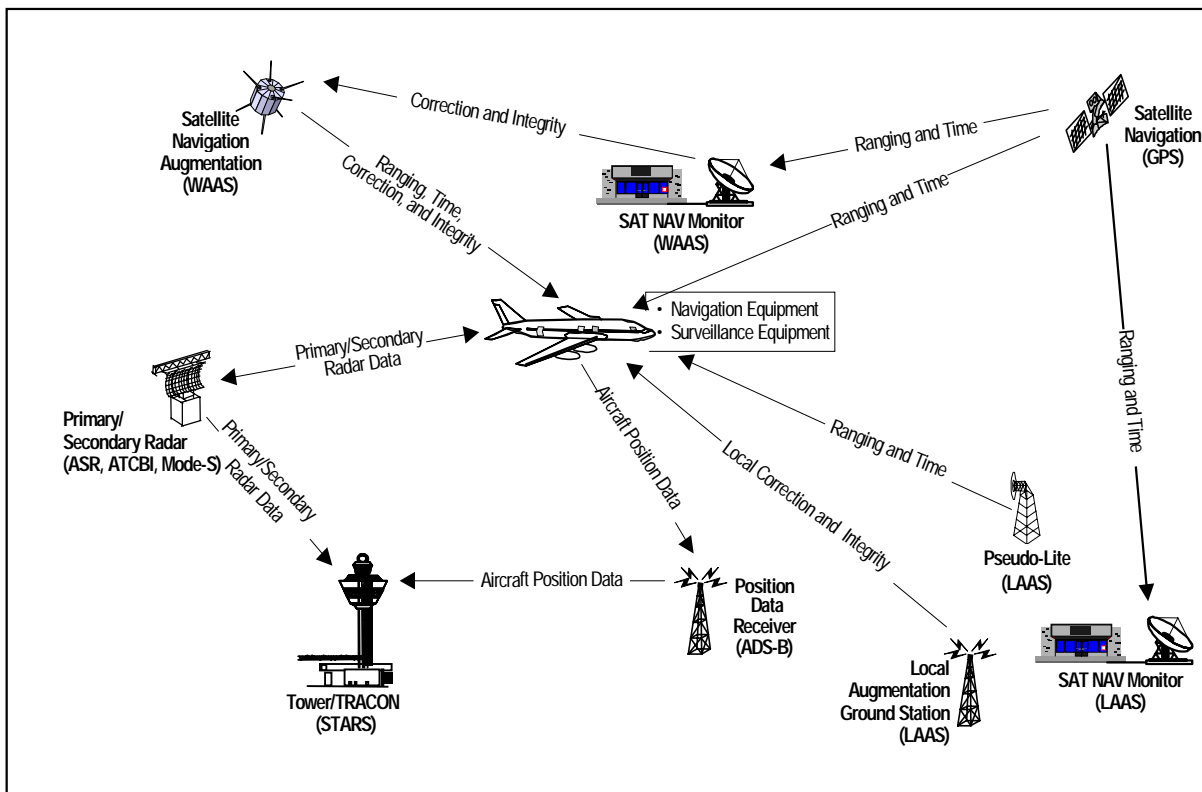 Satellite
Navigation
Augmentation
(WAAS)
Correction and Integrity
Ranging and Time
Satellite
Navigation
(GPS)
SAT NAV Monitor
(WAAS)
Ranging and Time
Ranging, Time,
Correction, and Integrity
• Navigation Equipment
• Surveillance Equipment
Primary/Secondary
Radar Data
Ranging and Time
Primary/
Secondary Radar
(ASR, ATCBI, Mode-S)
Primary/Secondary
Radar Data
Aircraft Position Data
Local Correction and Integrity
Ranging and Time
Pseudo-Lite
(LAAS)
Aircraft Position Data
Position
Data
Receiver
(ADS-B)
Tower/TRACON
(STARS)
Local
Augmentation
Ground Station
(LAAS)
SAT NAV Monitor
(LAAS)